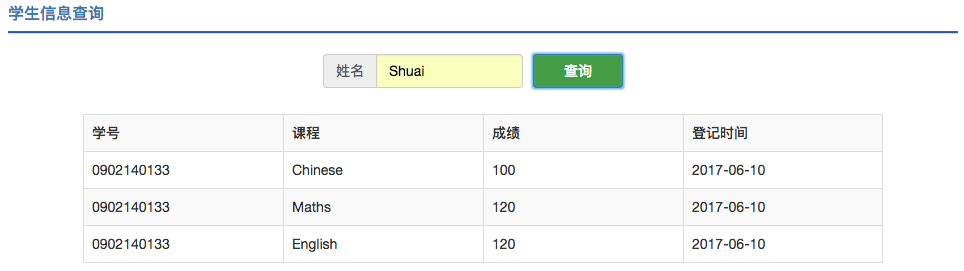 学生信息查询
姓名 Shuai 查询
学号 课程 成绩 登记时间
0902140133 Chinese 100 2017-06-10
0902140133 Maths 120 2017-06-10
0902140133 English 120 2017-06-10